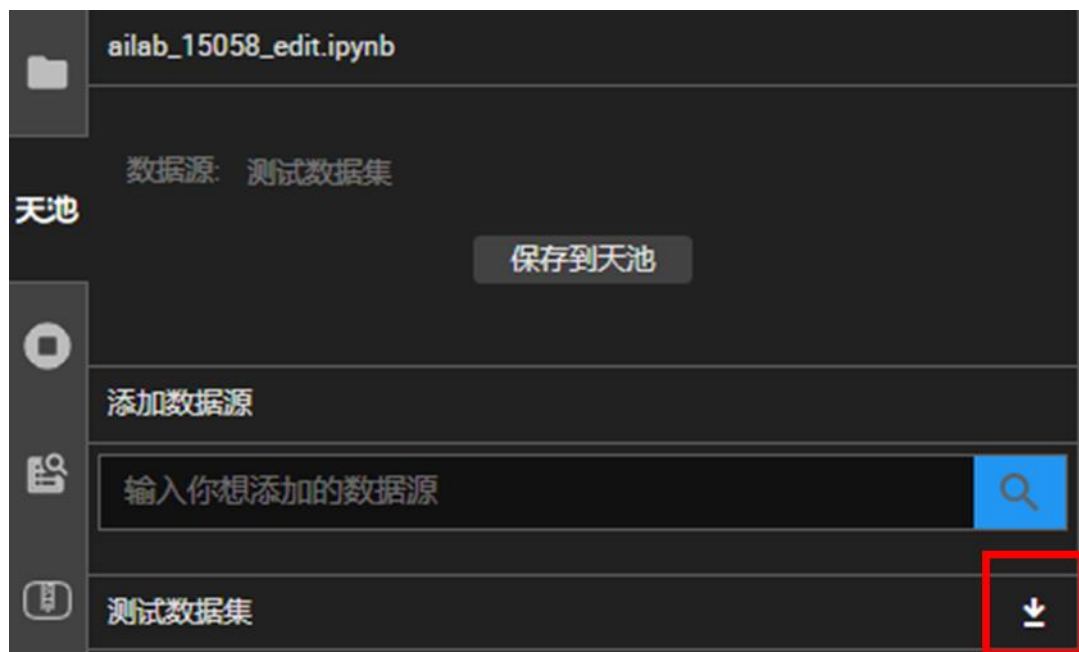 ailab_15058_edit.ipynb
数据源: 测试数据集
天池
保存到天池
添加数据源
输入你想添加的数据源
测试数据集